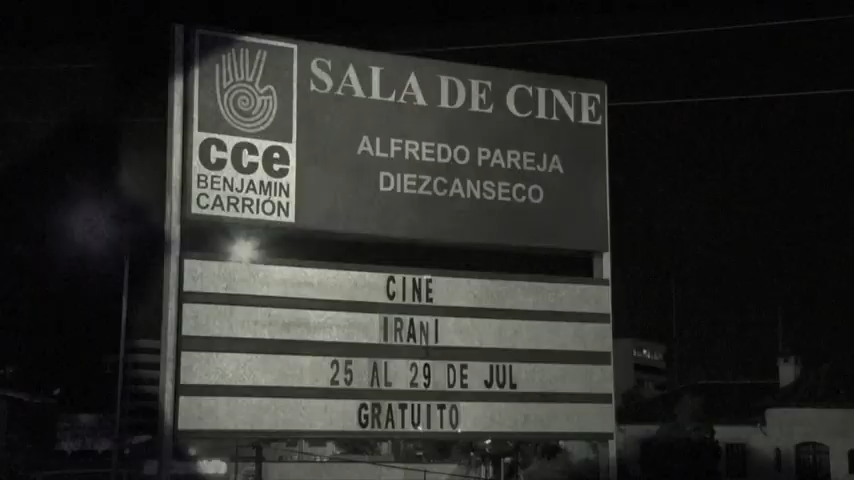 SALA DE CINE
ALFREDO PAREJA
DIEZCANSECO
cce
BENJAMIN
CARRIÓN
CINE
IRANI
25 AL 29 DE JUL
GRATUITO